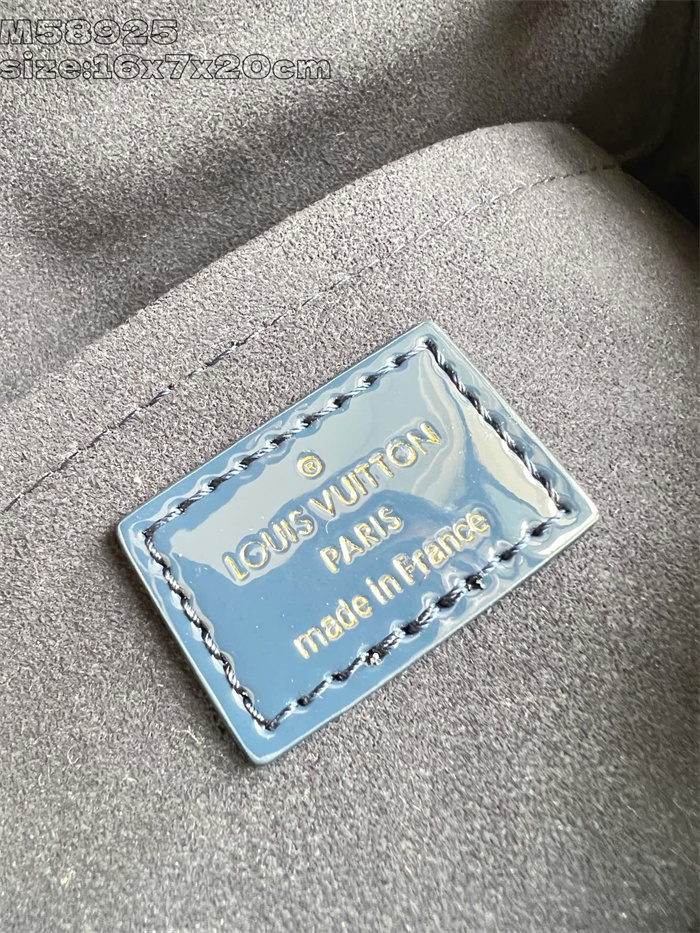 M58925
size:16x7x20cm
®
LOUIS VUITTON
PARIS
made in France